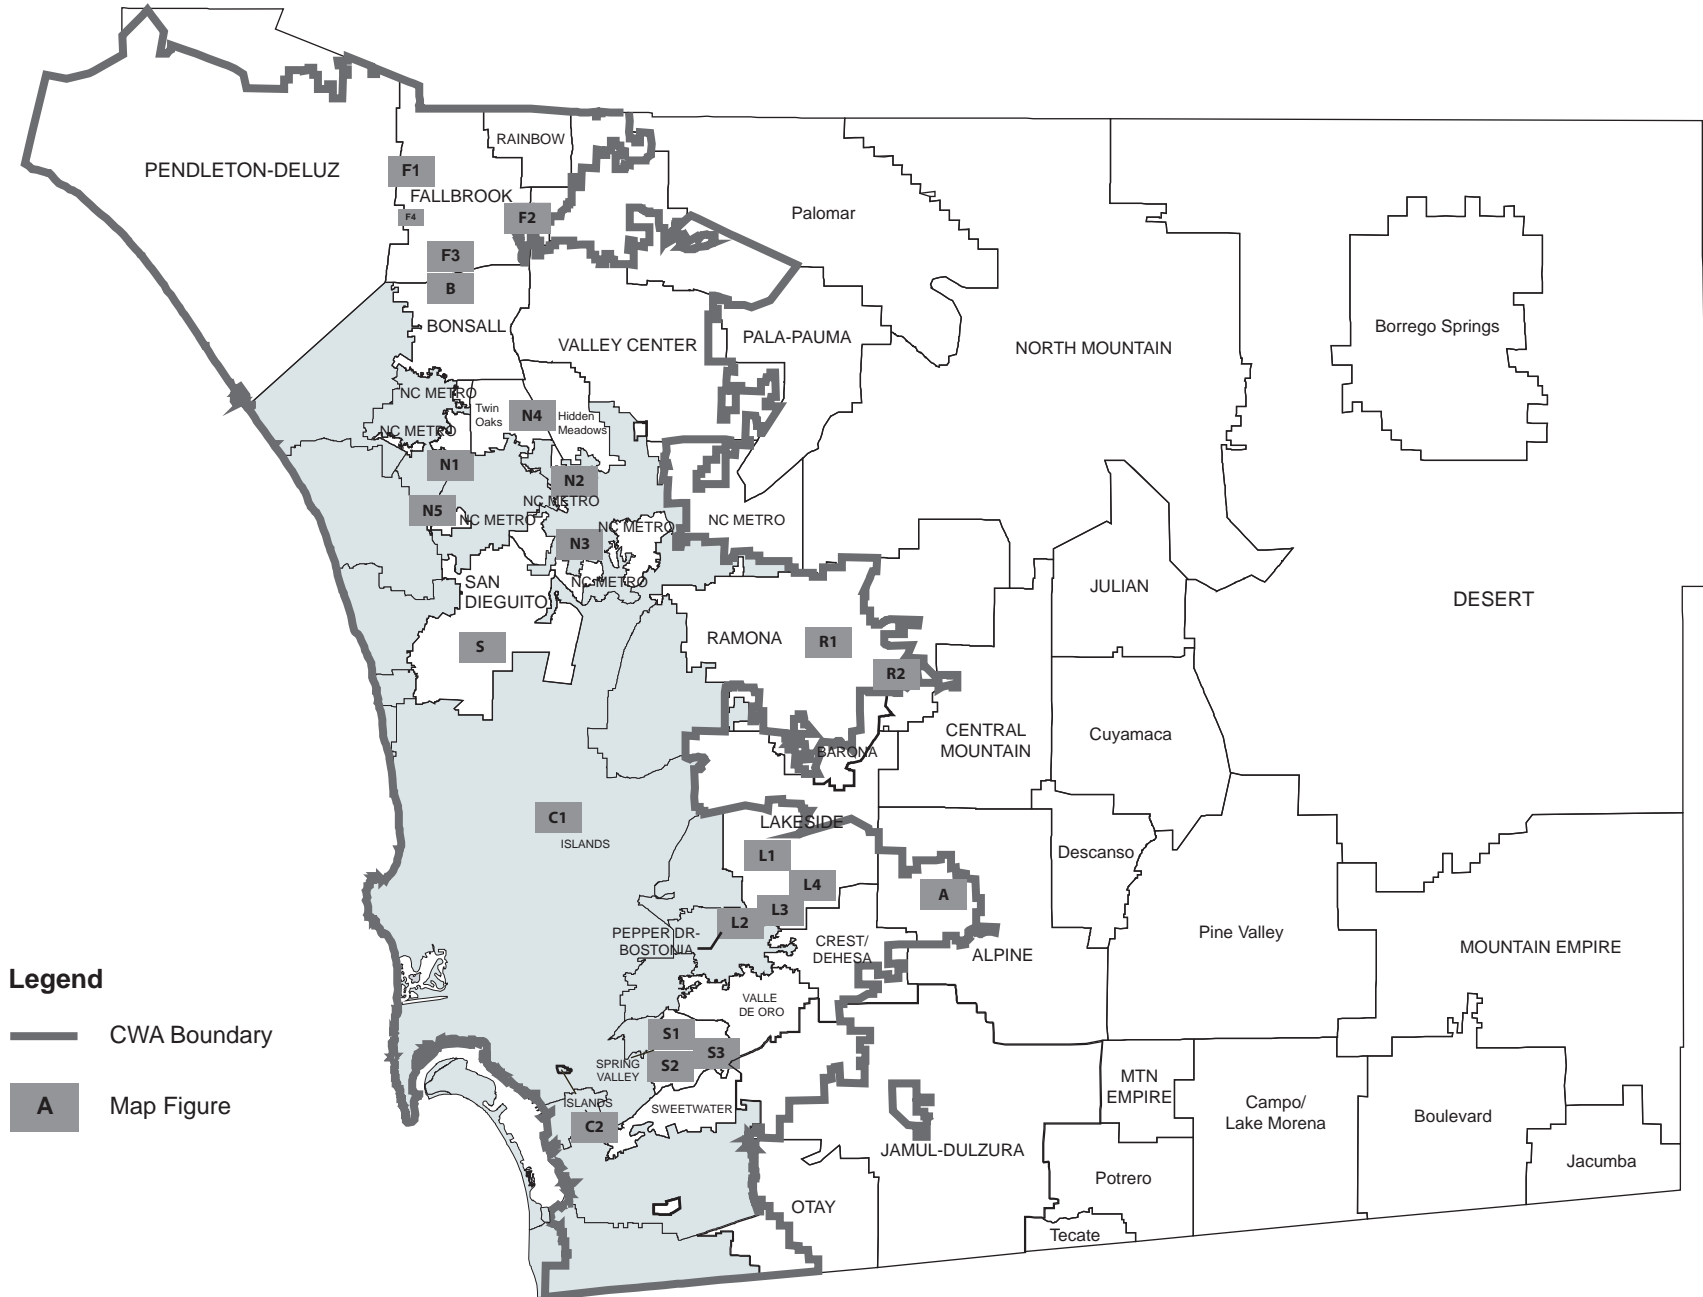 RAINBOW
PENDLETON-DELUZ
F1
FALLBROOK
F4
F2
Palomar
F3
B
BONSALL
VALLEY CENTER
PALA-PAUMA
NORTH MOUNTAIN
Borrego Springs
NC METRO
Twin
Oaks
N4
Hidden
Meadows
NC METRO
N1
N2
NC METRO
N5
NC METRO
NC METRO
NC METRO
N3
NC METRO
SAN
DIEGUITO
JULIAN
DESERT
RAMONA
R1
S
R2
CENTRAL
MOUNTAIN
Cuyamaca
BARONA
C1
ISLANDS
LAKESIDE
L1
Descanso
L4
A
L3
L2
PEPPER DR-
BOSTONIA
CREST/
DEHESA
ALPINE
Pine Valley
MOUNTAIN EMPIRE
Legend
CWA Boundary
A
Map Figure
VALLE
DE ORO
S1
S3
S2
SPRING
VALLEY
ISLANDS
C2
SWEETWATER
MTN
EMPIRE
Campo/
Lake Morena
Boulevard
JAMUL-DULZURA
Jacumba
Potrero
OTAY
Tecate